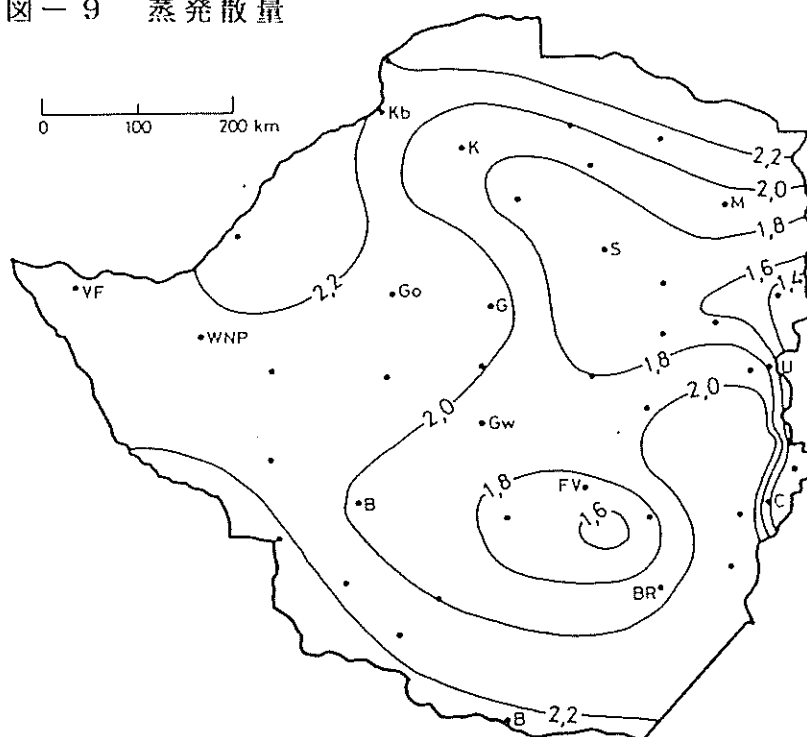 図－9 蒸発散量
0 100 200 km
Kb
K
2,2
2,0
M
1,8
S
1,6
1,4
VF
2,2
Go
G
WNP
1,8
U
2,0
2,0
Gw
1,8
FV
B
1,6
C
BR
B
2,2